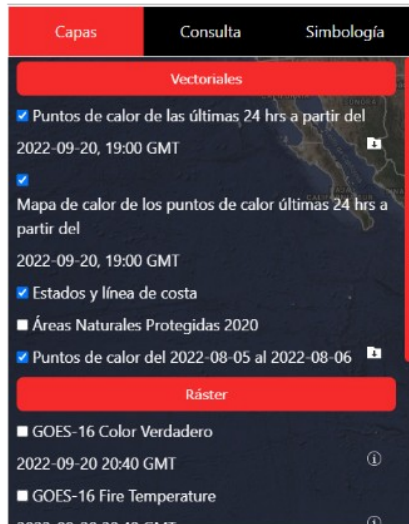 Capas Consulta Simbología
Vectoriales
Puntos de calor de las últimas 24 hrs a partir del
2022-09-20, 19:00 GMT
Mapa de calor de los puntos de calor últimas 24 hrs a
partir del
2022-09-20, 19:00 GMT
Estados y línea de costa
Áreas Naturales Protegidas 2020
Puntos de calor del 2022-08-05 al 2022-08-06
Ráster
GOES-16 Color Verdadero
2022-09-20 20:40 GMT
GOES-16 Fire Temperature